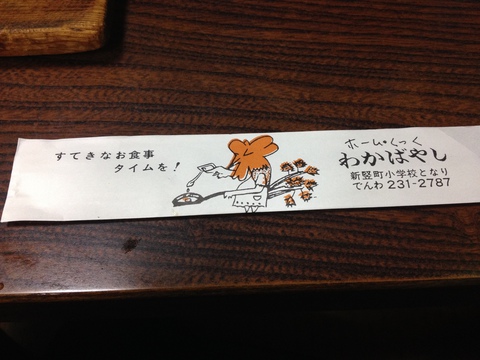 すてきなお食事
タイムを!
ホーム・くっく
わかばやし
新竪町小学校となり
でんわ 231-2787